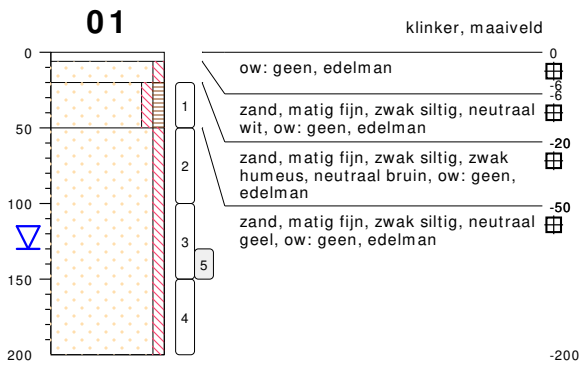 01
klinker, maaiveld
0
0
ow: geen, edelman
-6
-6
zand, matig fijn, zwak siltig, neutraal
wit, ow: geen, edelman
1
50
-20
zand, matig fijn, zwak siltig, zwak
humeus, neutraal bruin, ow: geen,
edelman
2
100
-50
zand, matig fijn, zwak siltig, neutraal
geel, ow: geen, edelman
3
5
150
4
200
-200